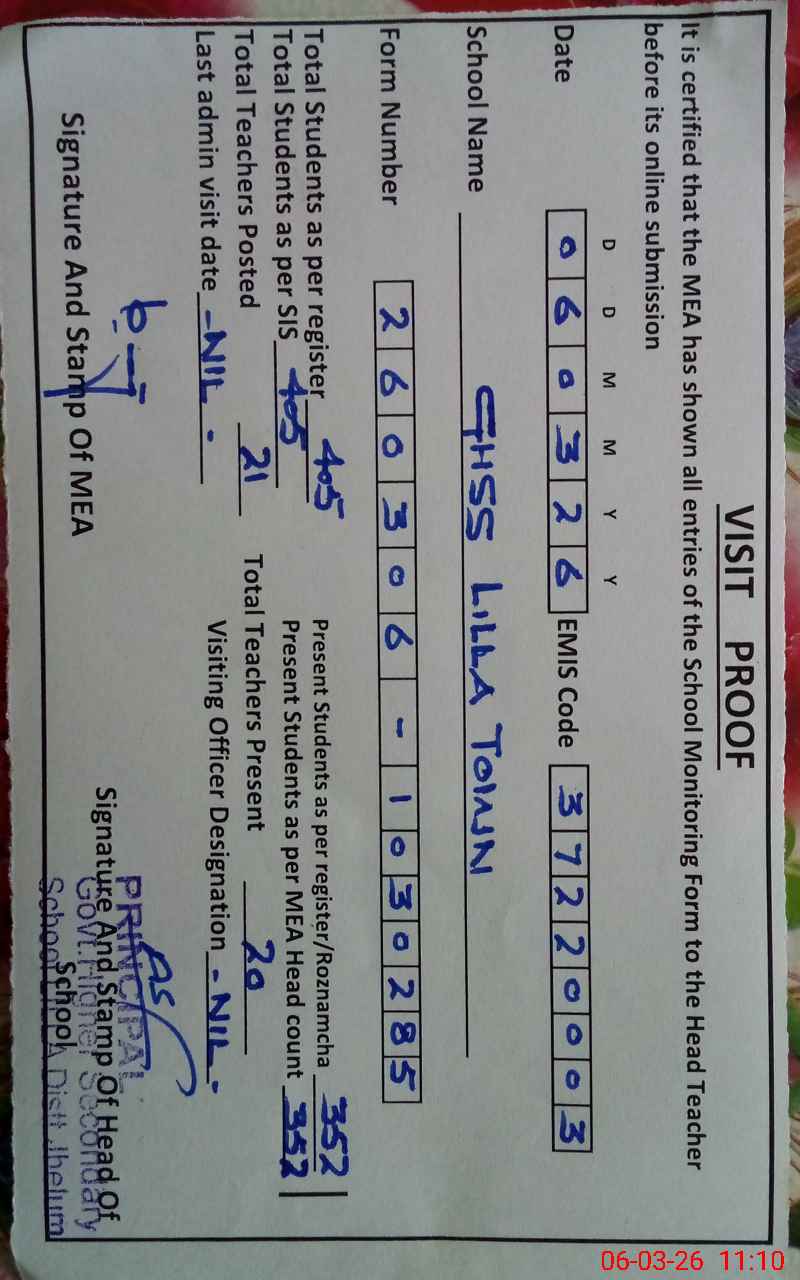 VISIT PROOF
It is certified that the MEA has shown all entries of the School Monitoring Form to the Head Teacher
before its online submission
D D M M Y Y
Date 0 6 0 3 2 6 EMIS Code 3 7 2 2 0 0 0 3
School Name GHSS LILLA TOWN
Form Number 2 6 0 3 0 6 - 1 0 3 0 2 8 5
Total Students as per register 405 Present Students as per register/Roznamcha 352
Total Students as per SIS 405 Present Students as per MEA Head count 352
Total Teachers Posted 21 Total Teachers Present 20
Last admin visit date -NIL- Visiting Officer Designation -NIL-
Signature And Stamp Of MEA
Signature And Stamp Of Head Of
School
PRINCIPAL
Govt. Higher Secondary
School Distt Jhelum
06-03-26 11:10